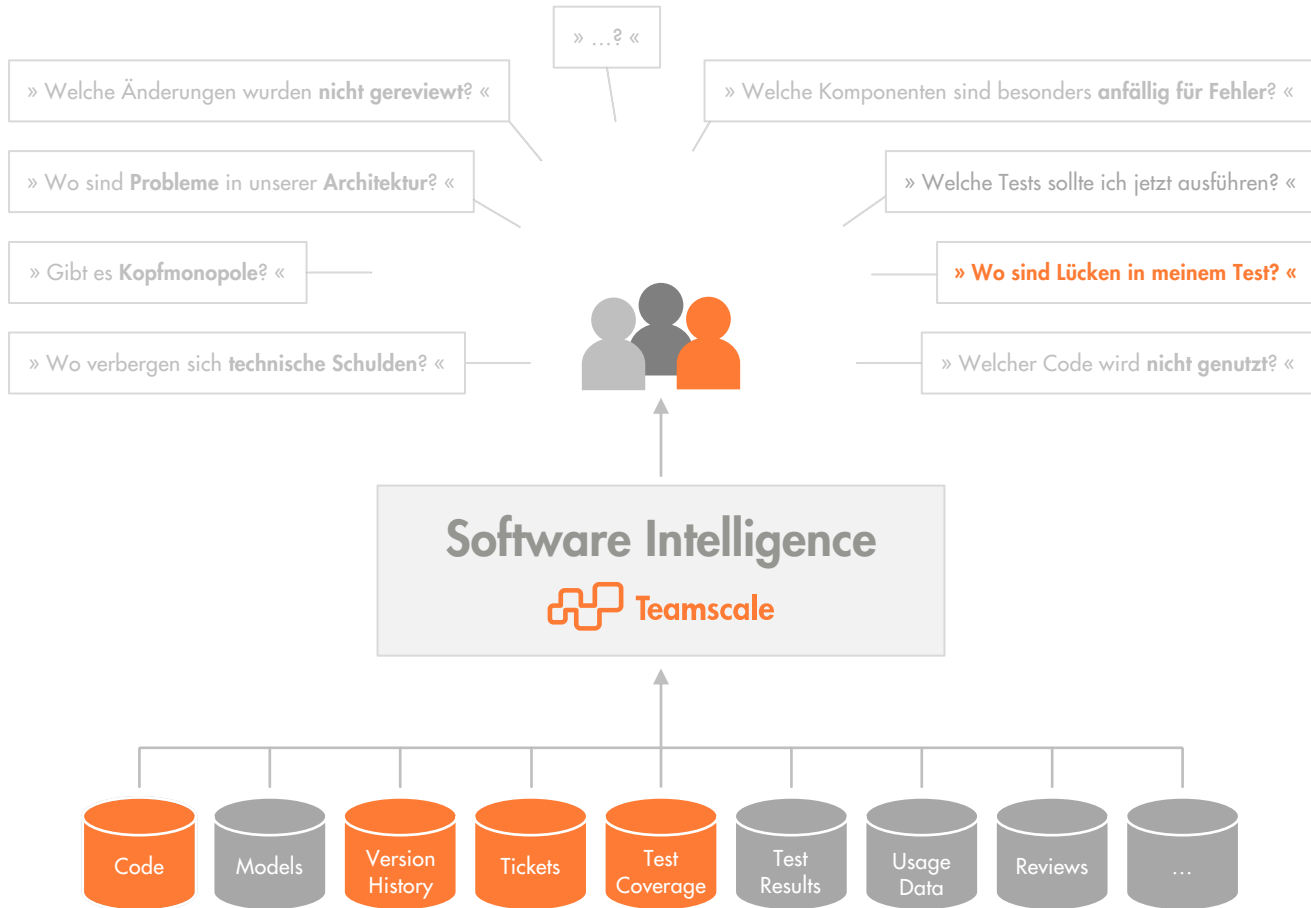 » ...? «
» Welche Änderungen wurden nicht gereviewt? «
» Welche Komponenten sind besonders anfällig für Fehler? «
» Wo sind Probleme in unserer Architektur? «
» Welche Tests sollte ich jetzt ausführen? «
» Gibt es Kopfmonopole? «
» Wo sind Lücken in meinem Test? «
» Wo verbergen sich technische Schulden? «
» Welcher Code wird nicht genutzt? «
Software Intelligence
Teamscale
Code
Models
Version
History
Tickets
Test
Coverage
Test
Results
Usage
Data
Reviews
...